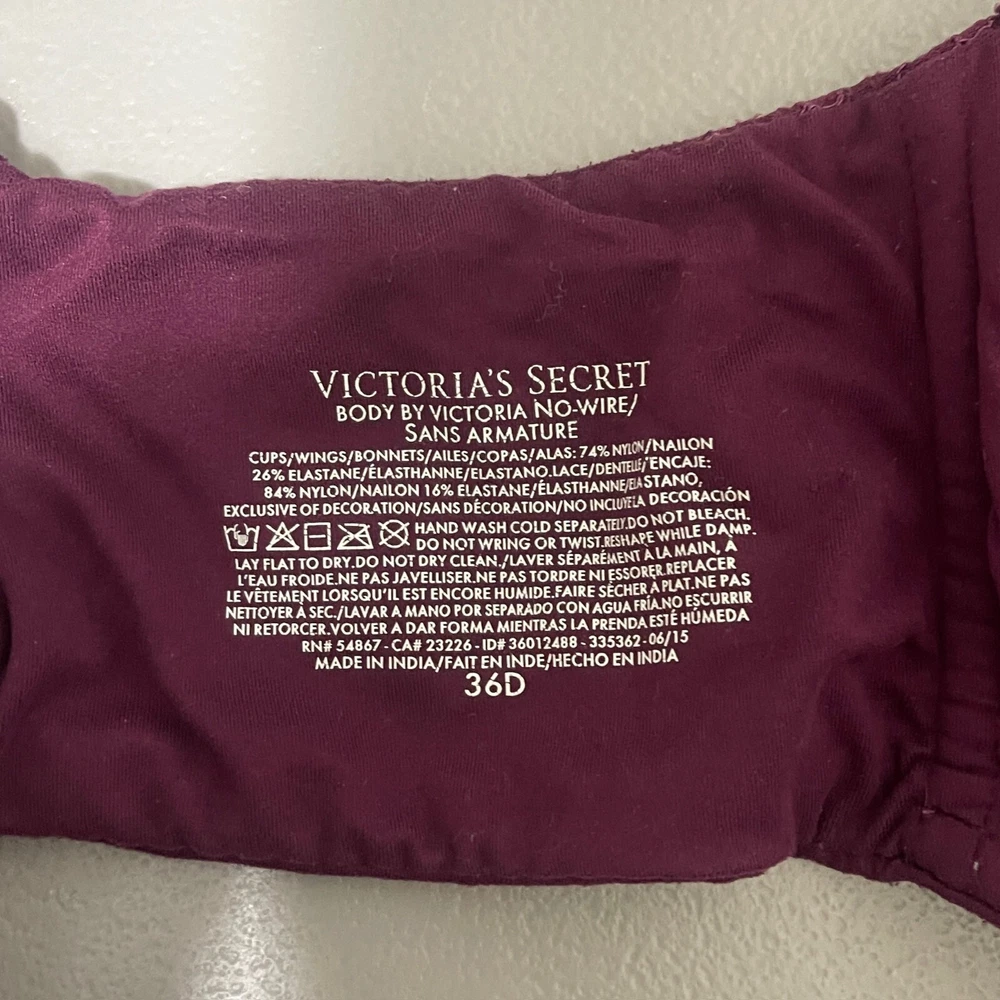 VICTORIA'S SECRET
BODY BY VICTORIA NO-WIRE/
SANS ARMATURE
CUPS/WINGS/BONNETS/AILES/COPAS/ALAS: 74% NYLON/NAILON
26% ELASTANE/ÉLASTHANNE/ELASTANO.LACE/DENTELLE/ENCAJE:
84% NYLON/NAILON 16% ELASTANE/ÉLASTHANNE/ELASTANO,
EXCLUSIVE OF DECORATION/SANS DÉCORATION/NO INCLUYE LA DECORACIÓN
HAND WASH COLD SEPARATELY.DO NOT BLEACH.
DO NOT WRING OR TWIST.RESHAPE WHILE DAMP.
LAY FLAT TO DRY.DO NOT DRY CLEAN./LAVER SÉPARÉMENT À LA MAIN, À
L'EAU FROIDE.NE PAS JAVELLISER.NE PAS TORDRE NI ESSORER.REPLACER
LE VÊTEMENT LORSQU'IL EST ENCORE HUMIDE.FAIRE SÉCHER À PLAT.NE PAS
NETTOYER À SEC./LAVAR A MANO POR SEPARADO CON AGUA FRÍA.NO ESCURRIR
NI RETORCER.VOLVER A DAR FORMA MIENTRAS LA PRENDA ESTÉ HÚMEDA
RN# 54867 - CA# 23226 - ID# 36012488 - 335362 - 06/15
MADE IN INDIA/FAIT EN INDE/HECHO EN INDIA
36D